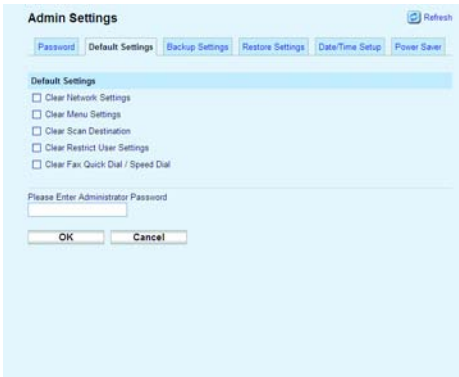 Admin Settings
Refresh
Password Default Settings Backup Settings Restore Settings Date/Time Setup Power Saver
Default Settings
Clear Network Settings
Clear Menu Settings
Clear Scan Destination
Clear Restrict User Settings
Clear Fax Quick Dial / Speed Dial
Please Enter Administrator Password
OK Cancel